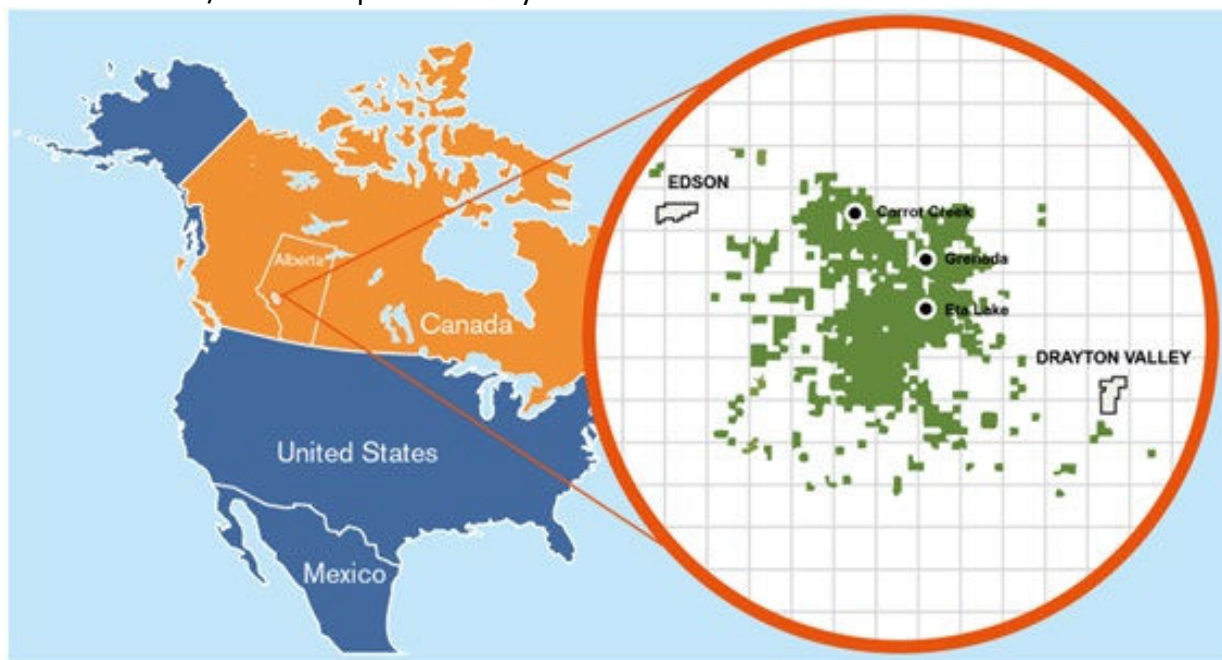 Alberta
Canada
United States
Mexico
EDSON
Carrot Creek
Grenada
Eta Lake
DRAYTON VALLEY